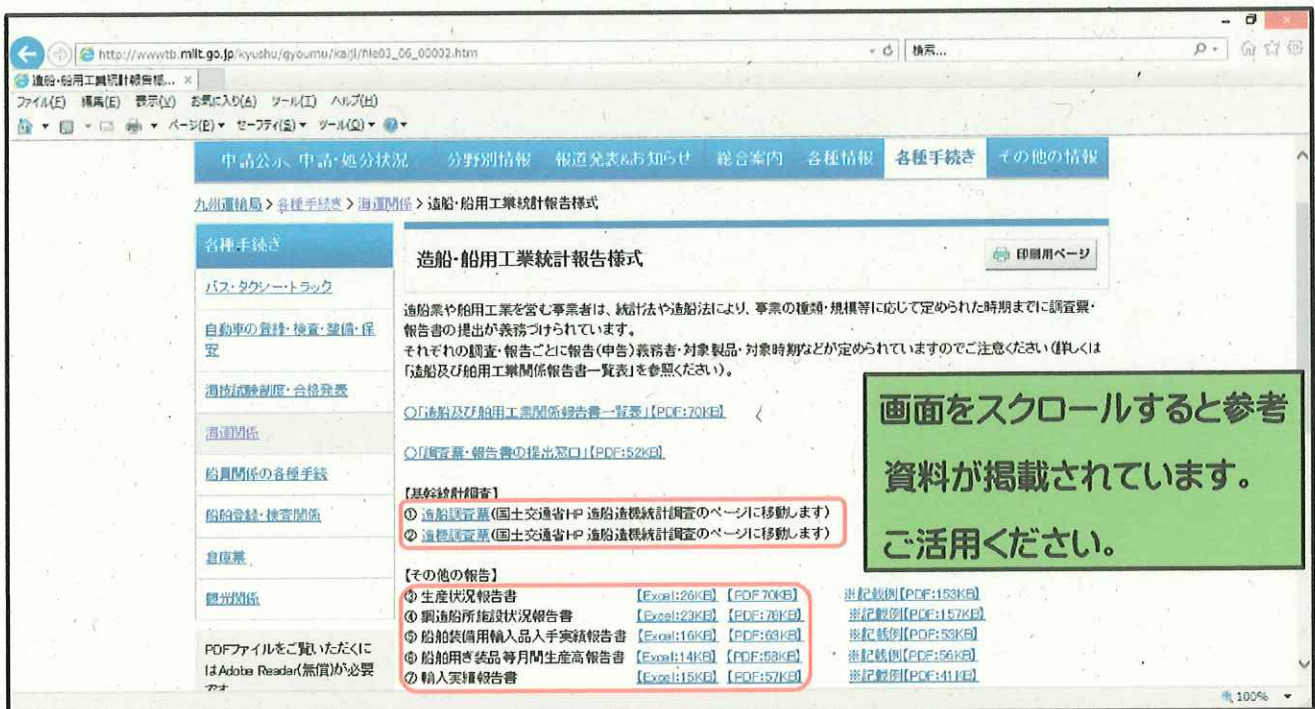 http://wwwtb.mlit.go.jp/kyushu/gyoumu/kaiji/file03_06_00002.htm
検索...
造船・舶用工業統計報告様...
ファイル(F) 編集(E) 表示(V) お気に入り(A) ツール(T) ヘルプ(H)
ページ(P) セーフティ(S) ツール(O)
申請公示、申請・処分状況 分野別情報 報道発表&お知らせ 総合案内 各種情報 各種手続き その他の情報
九州運輸局 > 各種手続き > 海運関係 > 造船・舶用工業統計報告様式
各種手続き
バス・タクシー・トラック
自動車の登録・検査・整備・保安
海技試験制度・合格発表
海運関係
船員関係の各種手続
船舶登録・検査関係
倉庫業
観光関係
PDFファイルをご覧いただくに
はAdobe Reader(無償)が必要
です
造船・舶用工業統計報告様式
印刷用ページ
造船業や舶用工業を営む事業者は、統計法や造船法により、事業の種類・規模等に応じて定められた時期までに調査票・
報告書の提出が義務づけられています。
それぞれの調査・報告ごとに報告(申告)義務者・対象製品・対象時期などが定められていますのでご注意ください(詳しくは
「造船及び舶用工業関係報告書一覧表」を参照ください)。
○「造船及び舶用工業関係報告書一覧表」【PDF:70KB】
○「調査票・報告書の提出窓口」【PDF:52KB】
【基幹統計調査】
① 造船調査票(国土交通省HP 造船造機統計調査のページに移動します)
② 造機調査票(国土交通省HP 造船造機統計調査のページに移動します)
【その他の報告】
③ 生産状況報告書 【Excel:26KB】 【PDF70KB】 ※記載例【PDF:153KB】
④ 鋼造船所施設状況報告書 【Excel:23KB】 【PDF:78KB】 ※記載例【PDF:157KB】
⑤ 船舶装備用輸入品入手実績報告書 【Excel:16KB】 【PDF:63KB】 ※記載例【PDF:53KB】
⑥ 船舶用ぎ装品等月間生産高報告書 【Excel:14KB】 【PDF:58KB】 ※記載例【PDF:56KB】
⑦ 輸入実績報告書 【Excel:15KB】 【PDF:57KB】 ※記載例【PDF:41KB】
画面をスクロールすると参考
資料が掲載されています。
ご活用ください。
100%